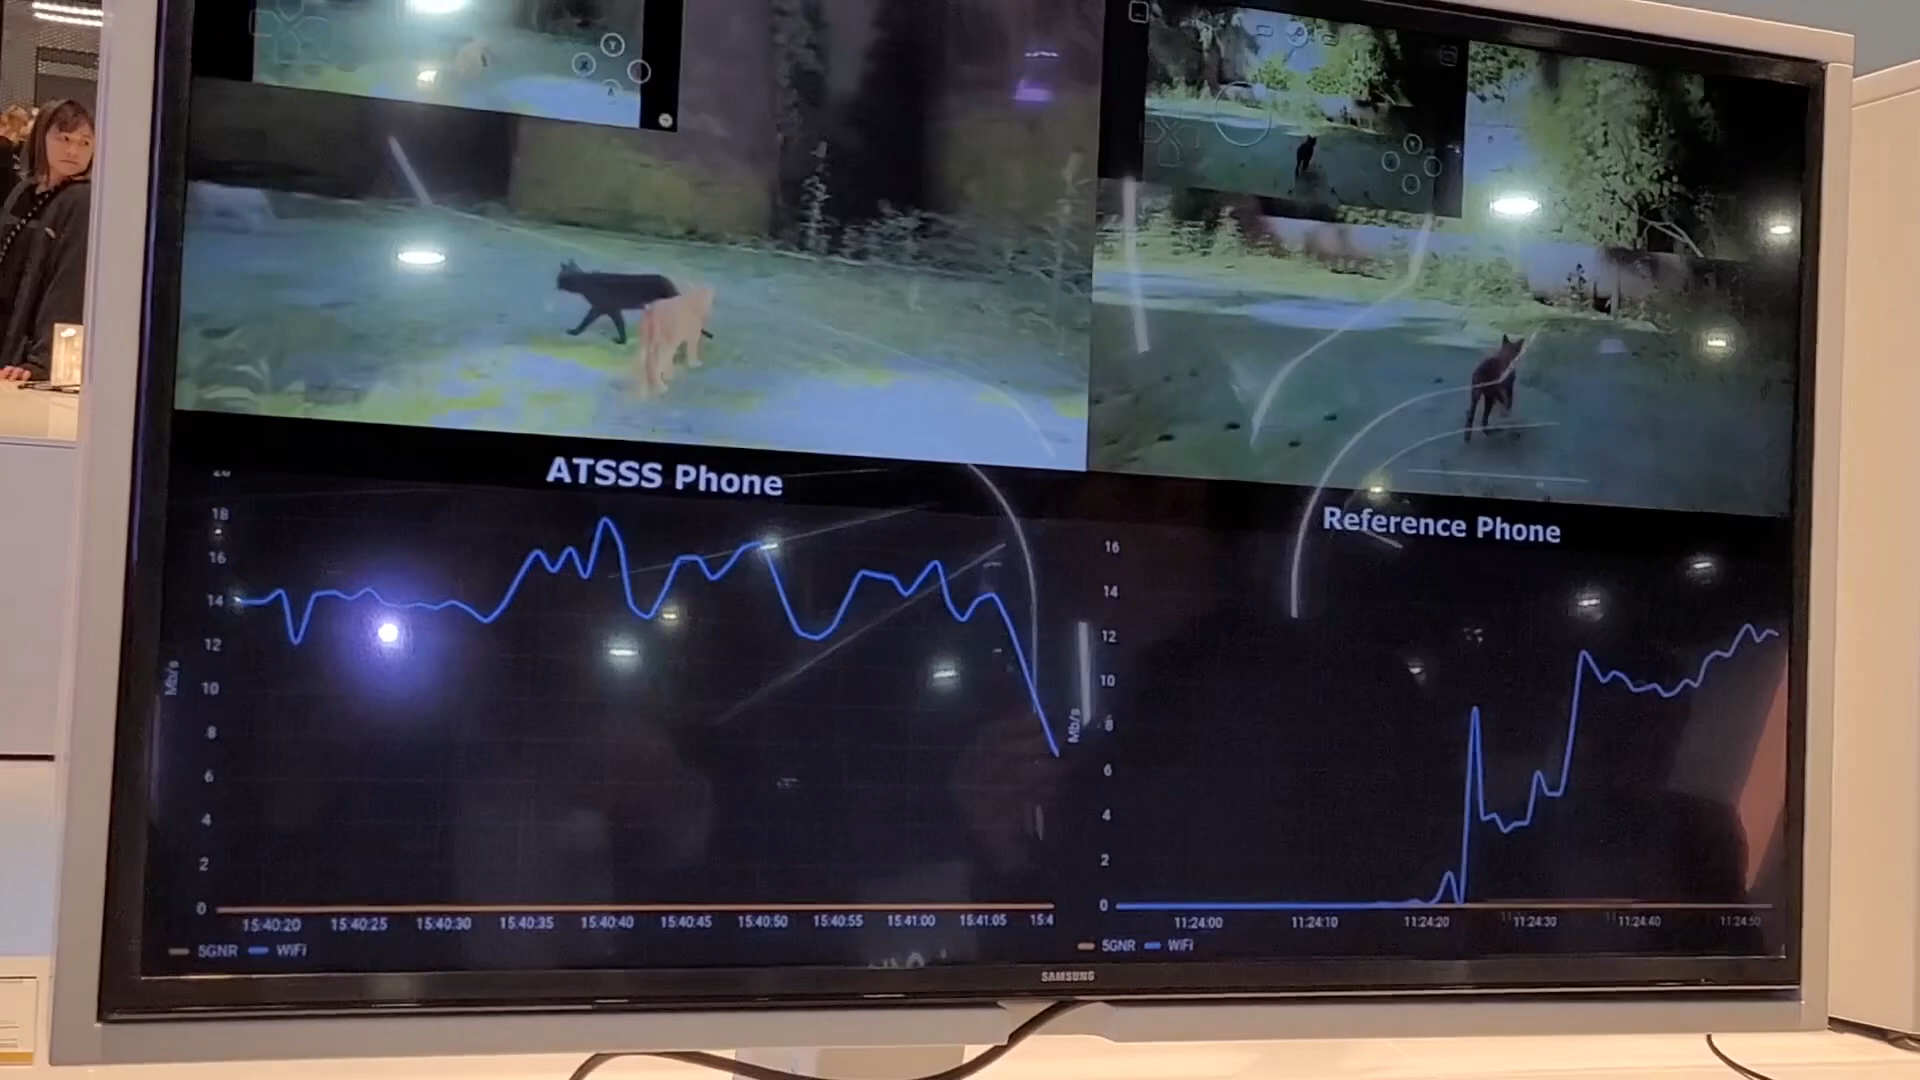 Y
X
A
Y
ATSSS Phone
Reference Phone
20
18
16
14
12
10
8
6
4
2
0
Mb/s
15:40:20 15:40:25 15:40:30 15:40:35 15:40:40 15:40:45 15:40:50 15:40:55 15:41:00 15:41:05 15:4
5GNR WiFi
16
14
12
10
8
6
4
2
0
Mb/s
11:24:00 11:24:10 11:24:20 11:24:30 11:24:40 11:24:50
5GNR WiFi
SAMSUNG